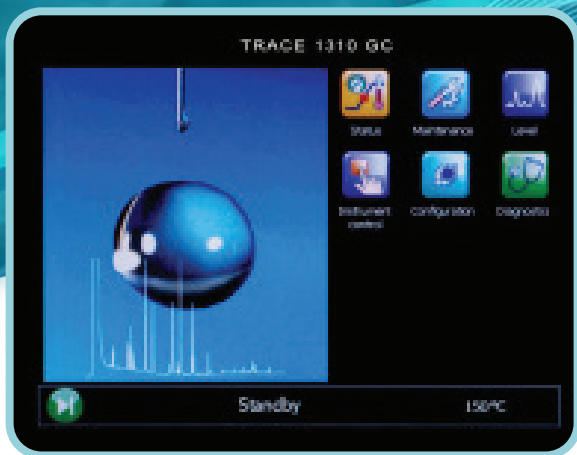 TRACE 1310 GC
Status
Maintenance
Level
Instrument
control
Configuration
Diagnostics
Standby
150°C